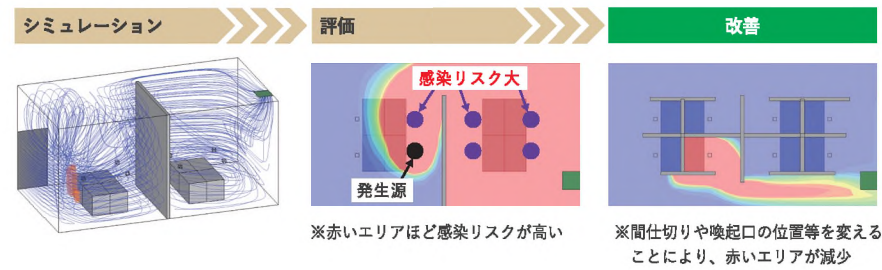 シミュレーション
評価
改善
感染リスク大
発生源
※赤いエリアほど感染リスクが高い
※間仕切りや喚起口の位置等を変える
ことにより、赤いエリアが減少